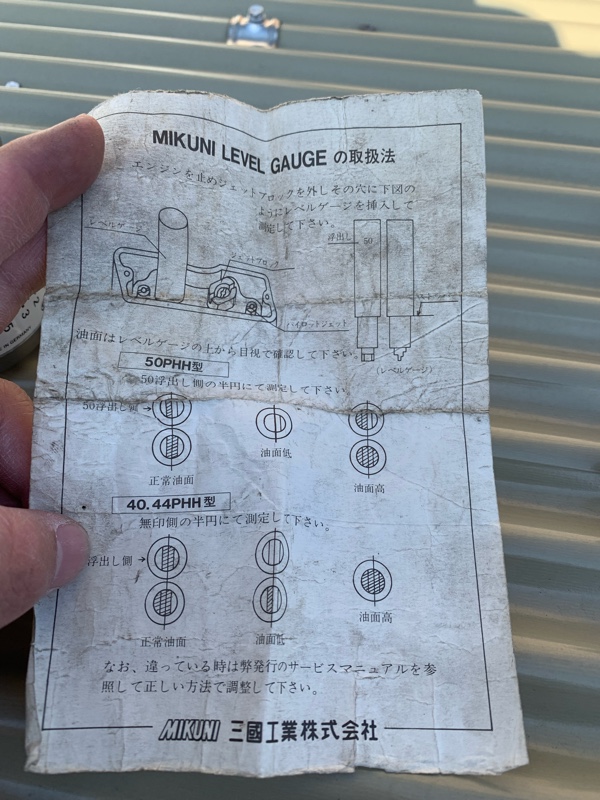 MIKUNI LEVEL GAUGE の取扱法
エンジンを止めジェットブロックを外しその穴に下図の
ようにレベルゲージを挿入して
測定して下さい。
レベルゲージ
ジェットブロック
パイロットジェット
浮出し
50
(レベルゲージ)
油面はレベルゲージの上から目視で確認して下さい。
50PHH型
50浮出し側の半円にて測定して下さい。
50浮出し側
正常油面
油面低
油面高
40.44PHH型
無印側の半円にて測定して下さい。
浮出し側
正常油面
油面低
油面高
なお、違っている時は弊発行のサービスマニュアルを参
照して正しい方法で調整して下さい。
MIKUNI 三國工業株式会社